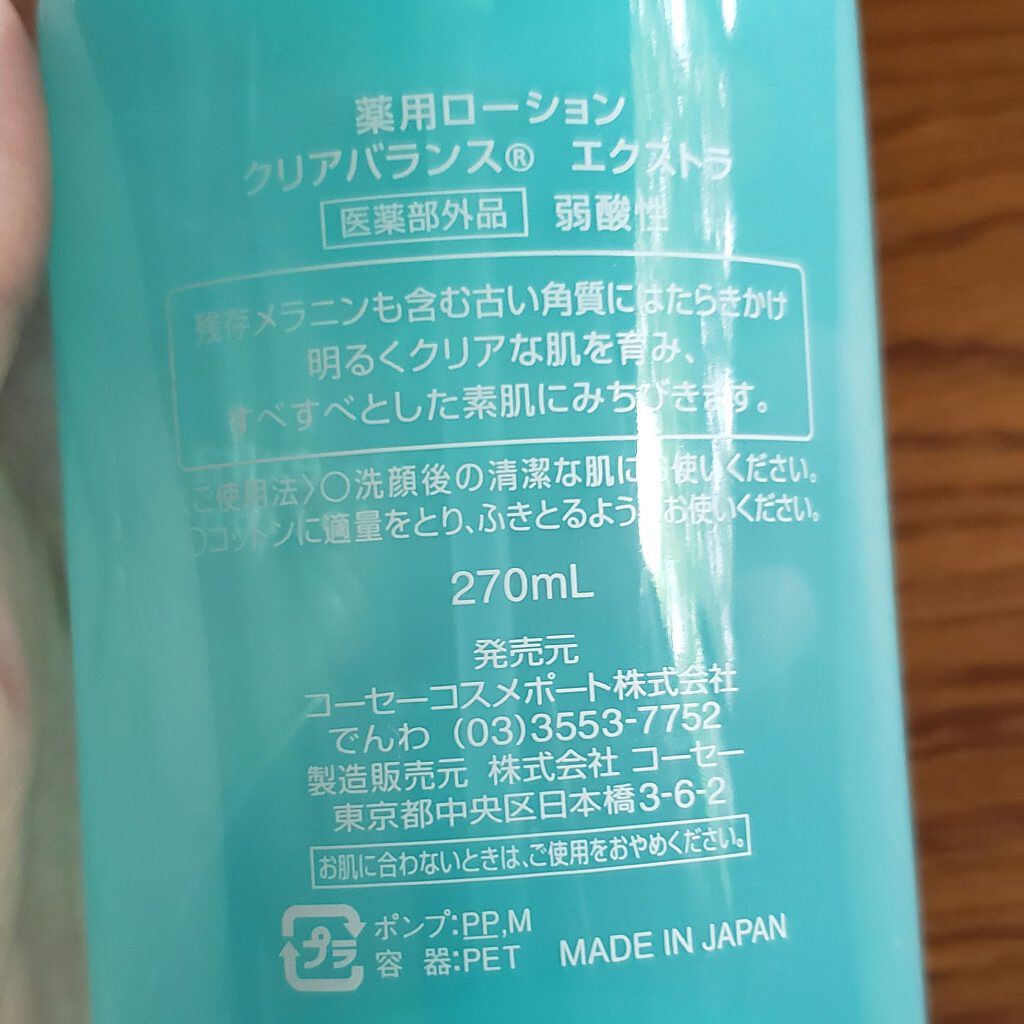 薬用ローション
クリアバランス® エクストラ
医薬部外品 弱酸性
残存メラニンも含む古い角質にはたらきかけ
明るくクリアな肌を育み、
すべすべとした素肌にみちびきます。
〈ご使用法〉○洗顔後の清潔な肌にお使いください。
○コットンに適量をとり、ふきとるようにお使いください。
270mL
発売元
コーセーコスメポート株式会社
でんわ (03)3553-7752
製造販売元 株式会社 コーセー
東京都中央区日本橋3-6-2
お肌に合わないときは、ご使用をおやめください。
プラ
ポンプ:PP,M
容 器:PET
MADE IN JAPAN